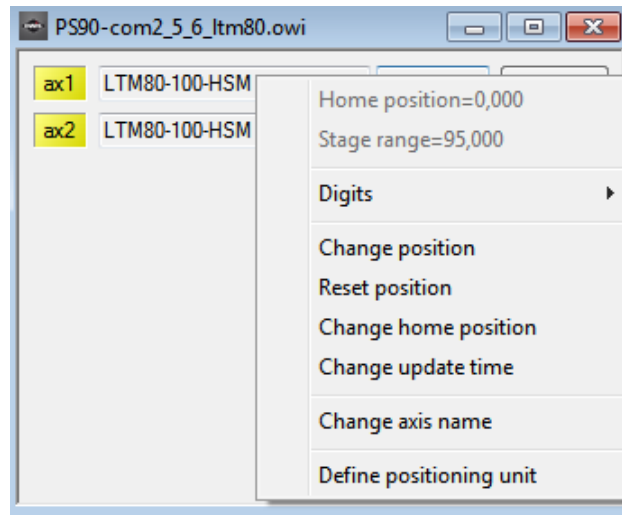 PS90-com2_5_6_ltm80.owi
ax1 LTM80-100-HSM
ax2 LTM80-100-HSM
Home position=0,000
Stage range=95,000
Digits
Change position
Reset position
Change home position
Change update time
Change axis name
Define positioning unit